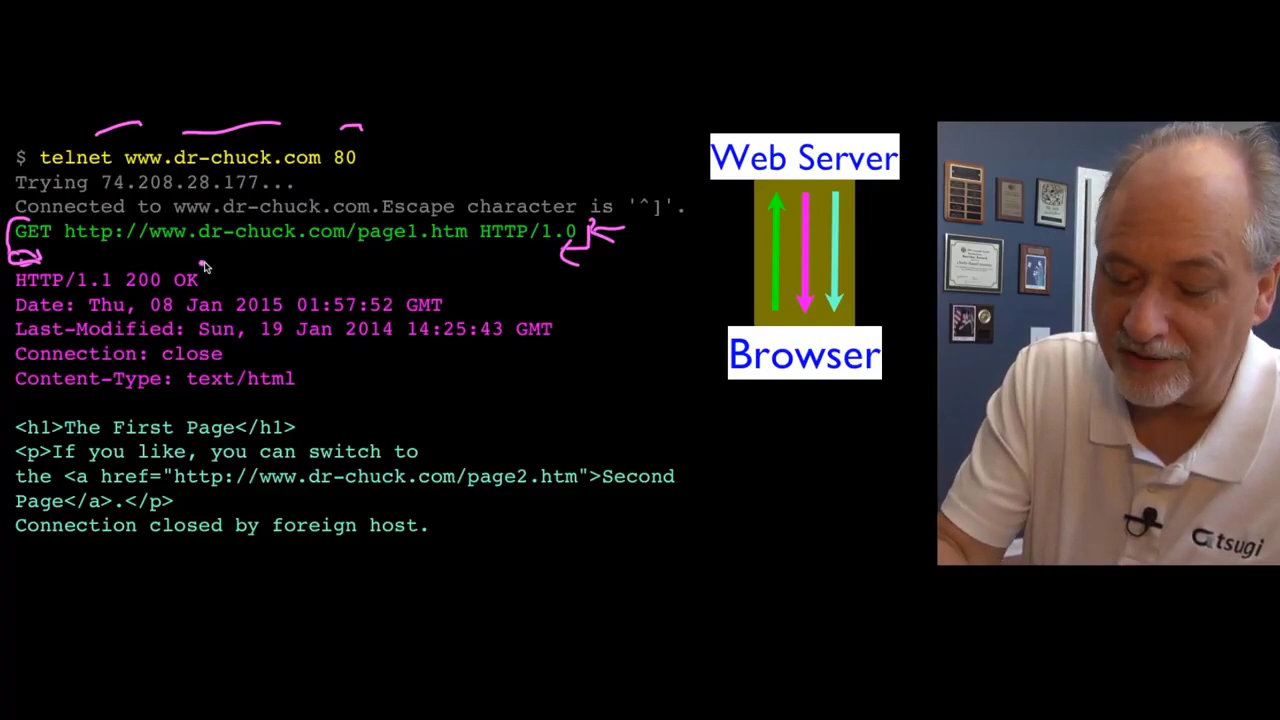 $ telnet www.dr-chuck.com 80
Trying 74.208.28.177...
Connected to www.dr-chuck.com.Escape character is '^]'.
GET http://www.dr-chuck.com/page1.htm HTTP/1.0
HTTP/1.1 200 OK
Date: Thu, 08 Jan 2015 01:57:52 GMT
Last-Modified: Sun, 19 Jan 2014 14:25:43 GMT
Connection: close
Content-Type: text/html
<h1>The First Page</h1>
<p>If you like, you can switch to
the <a href="http://www.dr-chuck.com/page2.htm">Second
Page</a>.</p>
Connection closed by foreign host.
Web Server
Browser
tsugi